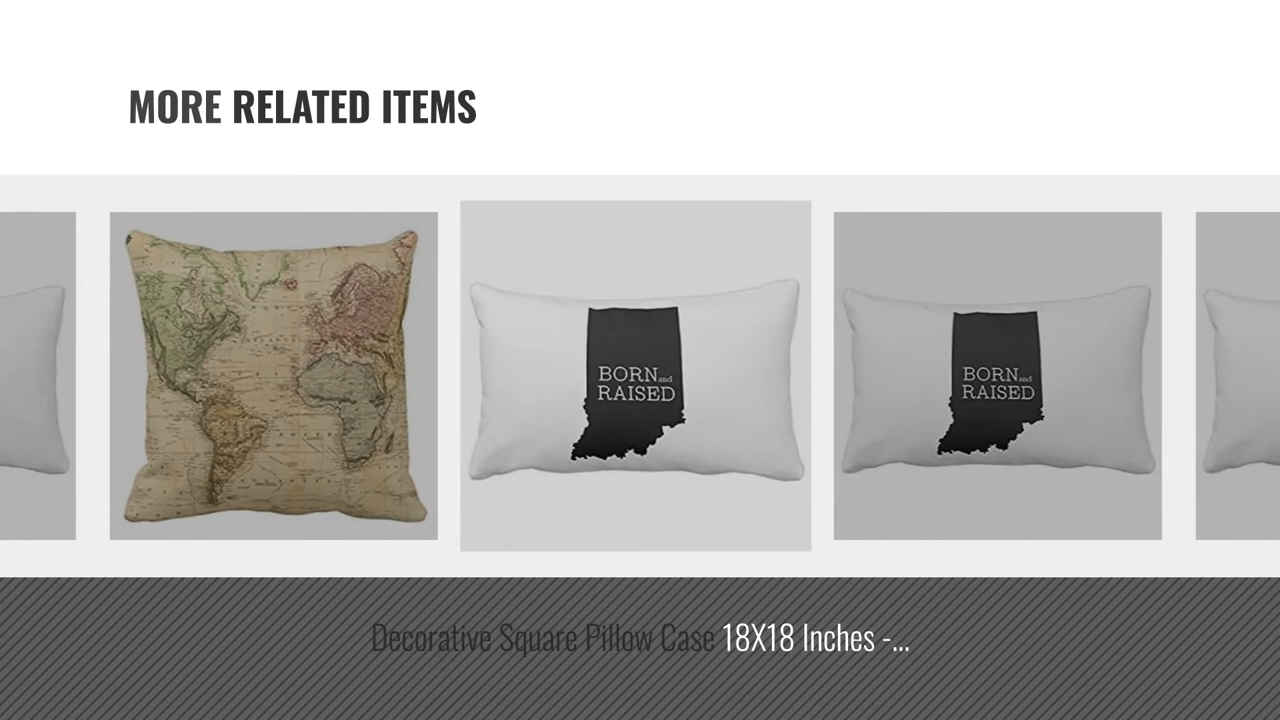 MORE RELATED ITEMS
BORN and
RAISED
BORN and
RAISED
Decorative Square Pillow Case 18X18 Inches -...